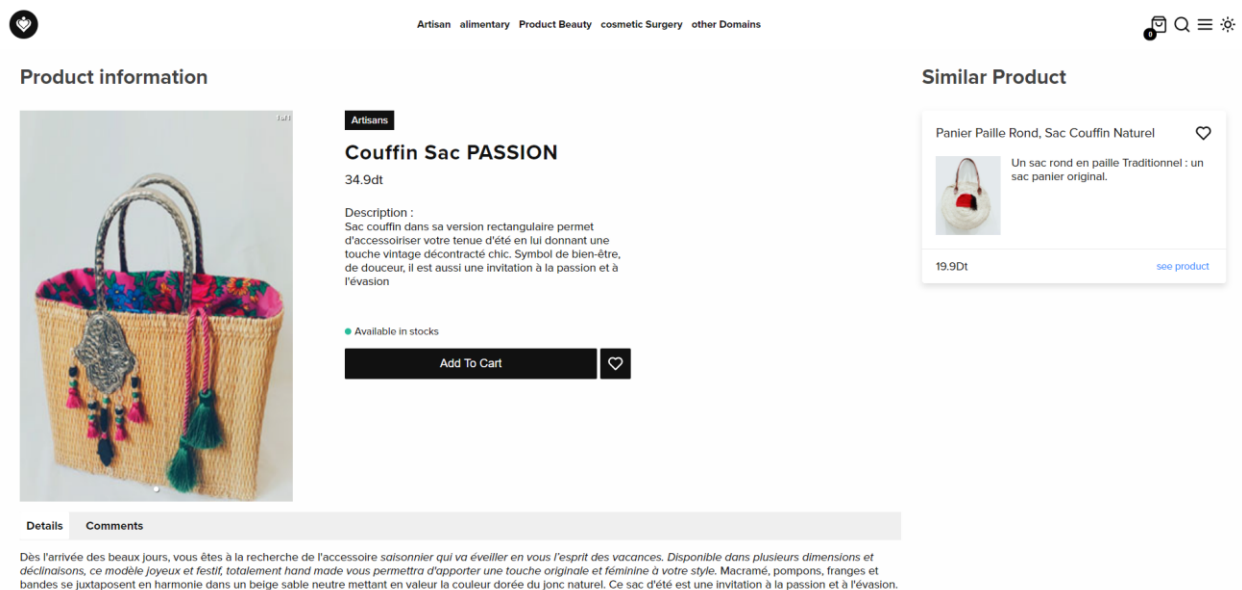 Artisan alimentary Product Beauty cosmetic Surgery other Domains
0
Product information
Similar Product
1 of 1
Artisans
Couffin Sac PASSION
34.9dt
Description :
Sac couffin dans sa version rectangulaire permet
d'accessoiriser votre tenue d'été en lui donnant une
touche vintage décontracté chic. Symbol de bien-être,
de douceur, il est aussi une invitation à la passion et à
l'évasion
Available in stocks
Add To Cart
Panier Paille Rond, Sac Couffin Naturel
Un sac rond en paille Traditionnel : un
sac panier original.
19.9Dt
see product
Details Comments
Dès l'arrivée des beaux jours, vous êtes à la recherche de l'accessoire saisonnier qui va éveiller en vous l'esprit des vacances. Disponible dans plusieurs dimensions et
déclinaisons, ce modèle joyeux et festif, totalement hand made vous permettra d'apporter une touche originale et féminine à votre style. Macramé, pompons, franges et
bandes se juxtaposent en harmonie dans un beige sable neutre mettant en valeur la couleur dorée du jonc naturel. Ce sac d'été est une invitation à la passion et à l'évasion.